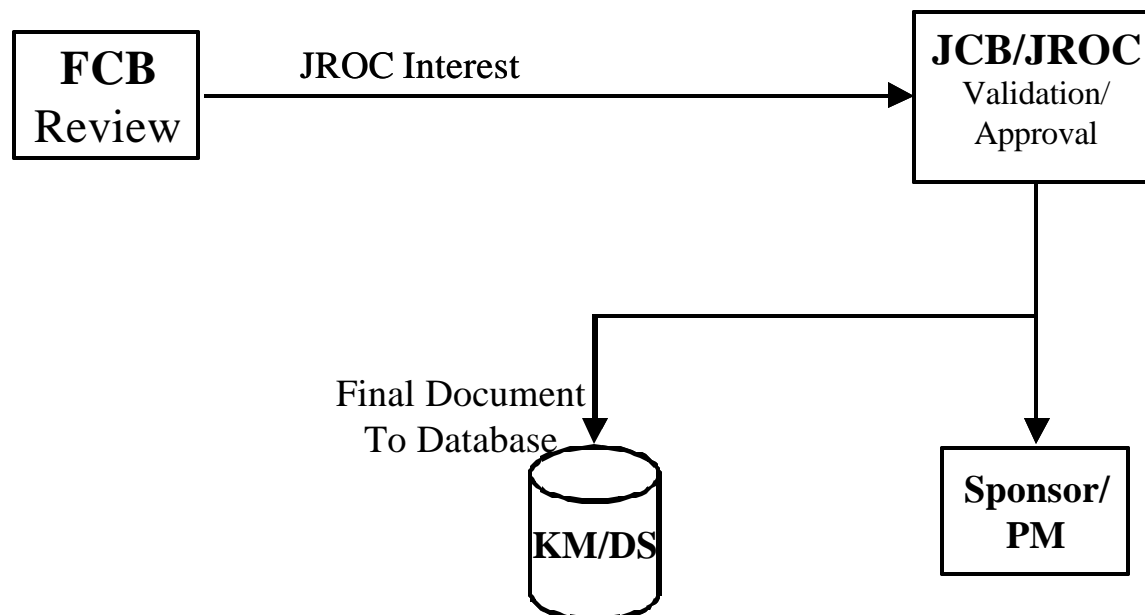 FCB
Review
JROC Interest
JCB/JROC
Validation/
Approval
Final Document
To Database
KM/DS
Sponsor/
PM